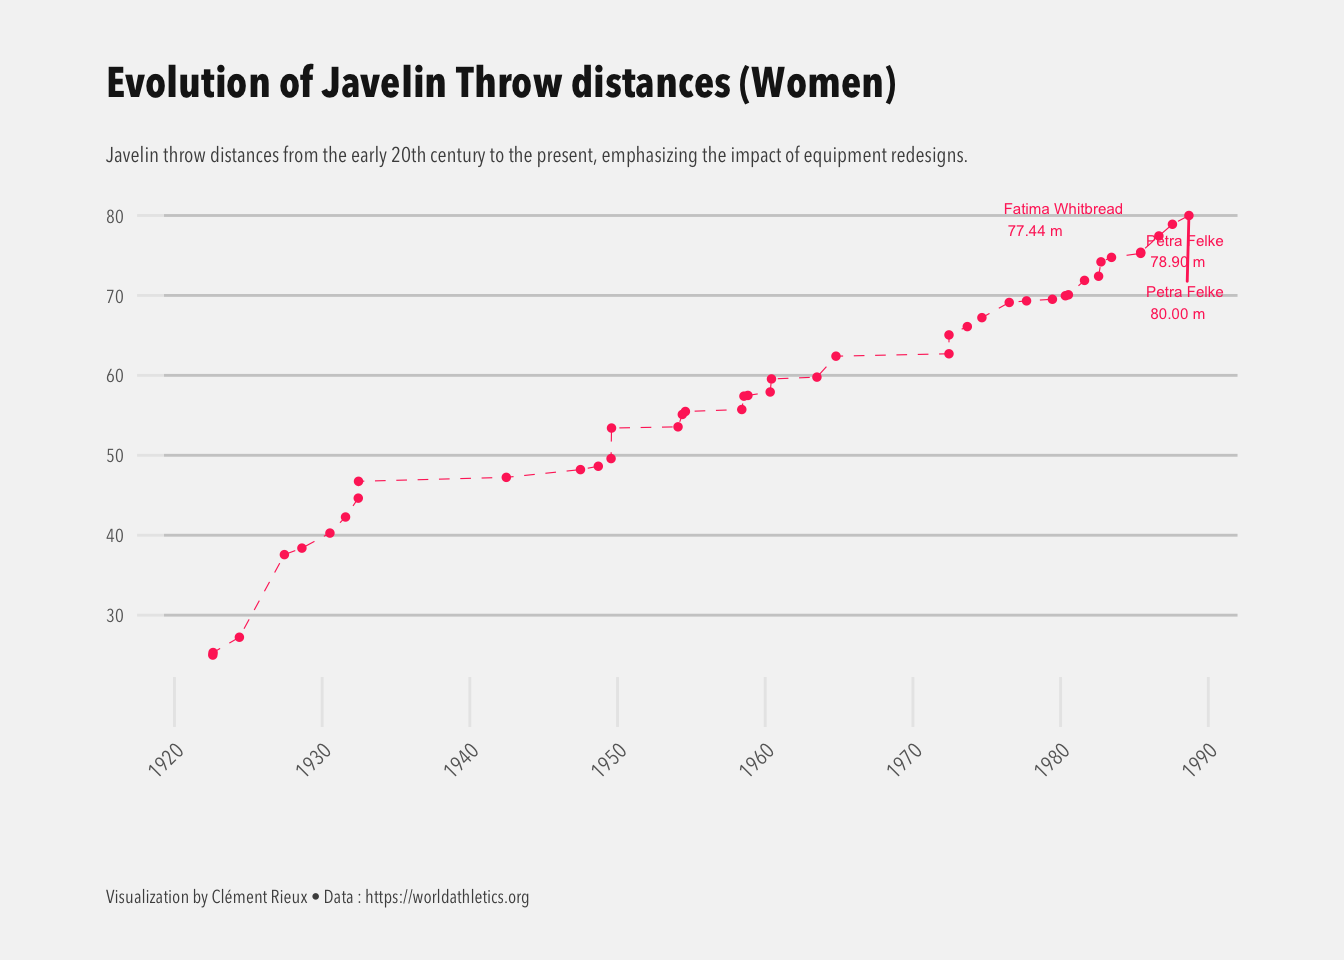 Evolution of Javelin Throw distances (Women)
Javelin throw distances from the early 20th century to the present, emphasizing the impact of equipment redesigns.
80
70
60
50
40
30
Fatima Whitbread
77.44 m
Petra Felke
78.90 m
Petra Felke
80.00 m
1920
1930
1940
1950
1960
1970
1980
1990
Visualization by Clément Rieux • Data : https://worldathletics.org